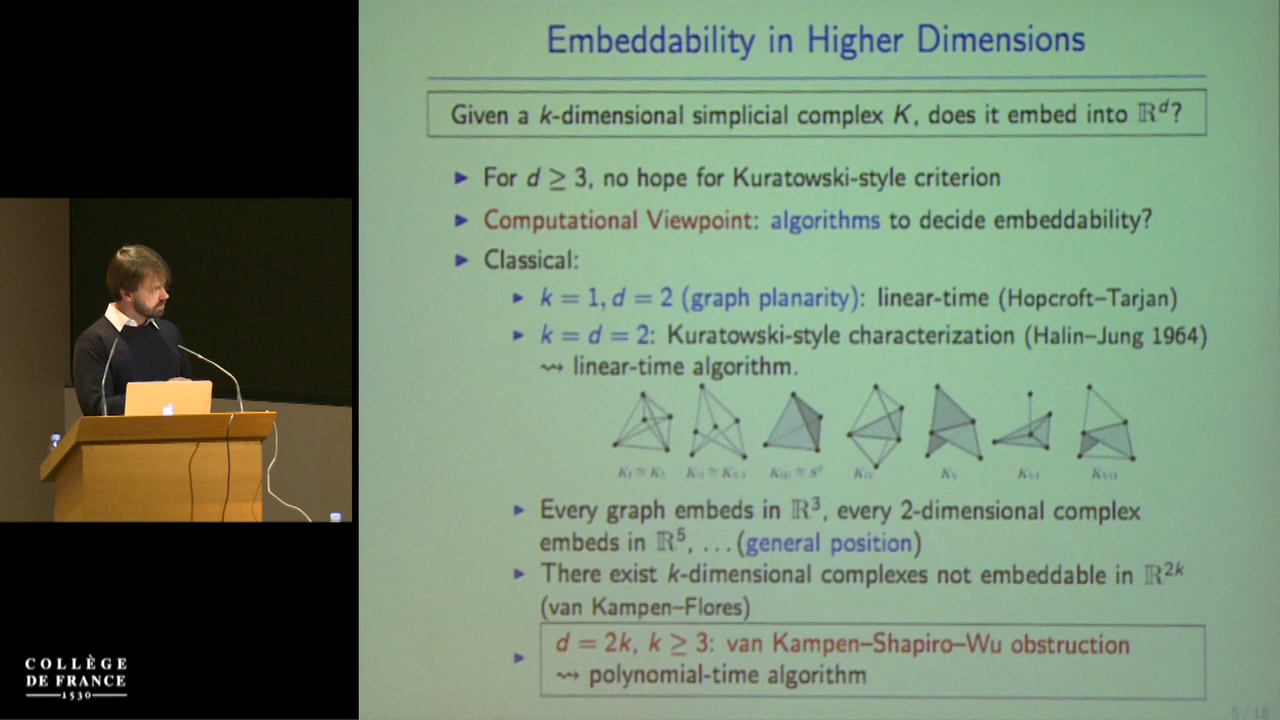 Embeddability in Higher Dimensions
Given a k-dimensional simplicial complex K, does it embed into ℝᵈ?
► For d ≥ 3, no hope for Kuratowski-style criterion
► Computational Viewpoint: algorithms to decide embeddability?
► Classical:
► k = 1, d = 2 (graph planarity): linear-time (Hopcroft–Tarjan)
► k = d = 2: Kuratowski-style characterization (Halin–Jung 1964)
⇝ linear-time algorithm.
► Every graph embeds in ℝ³, every 2-dimensional complex
embeds in ℝ⁵, . . . (general position)
► There exist k-dimensional complexes not embeddable in ℝ²ᵏ
(van Kampen–Flores)
► d = 2k, k ≥ 3: van Kampen–Shapiro–Wu obstruction
⇝ polynomial-time algorithm
5 / 18
COLLÈGE
DE FRANCE
1530